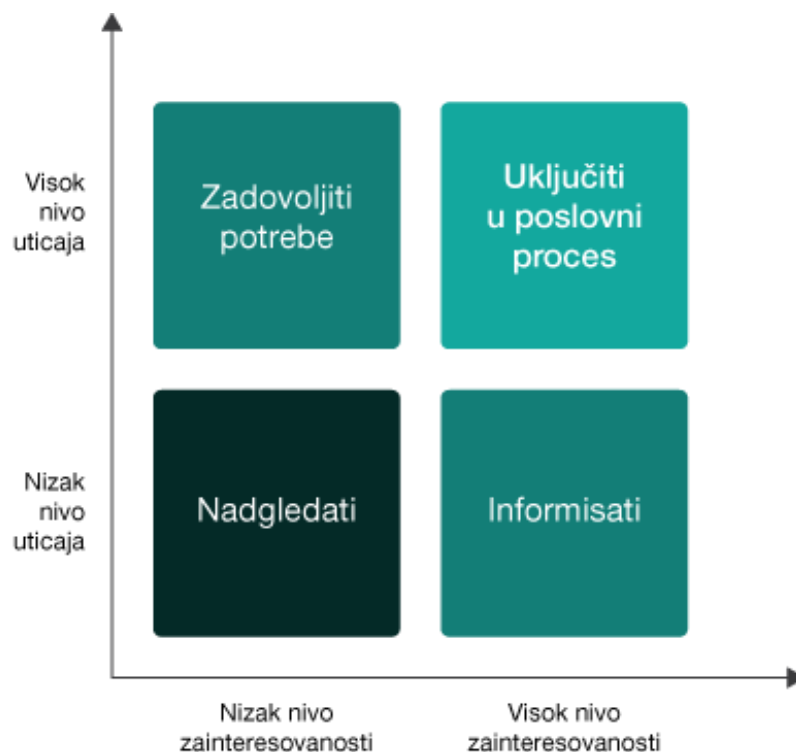 Visok
nivo
uticaja
Zadovoljiti
potrebe
Uključiti
u poslovni
proces
Nizak
nivo
uticaja
Nadgledati
Informisati
Nizak nivo
zainteresovanosti
Visok nivo
zainteresovanosti